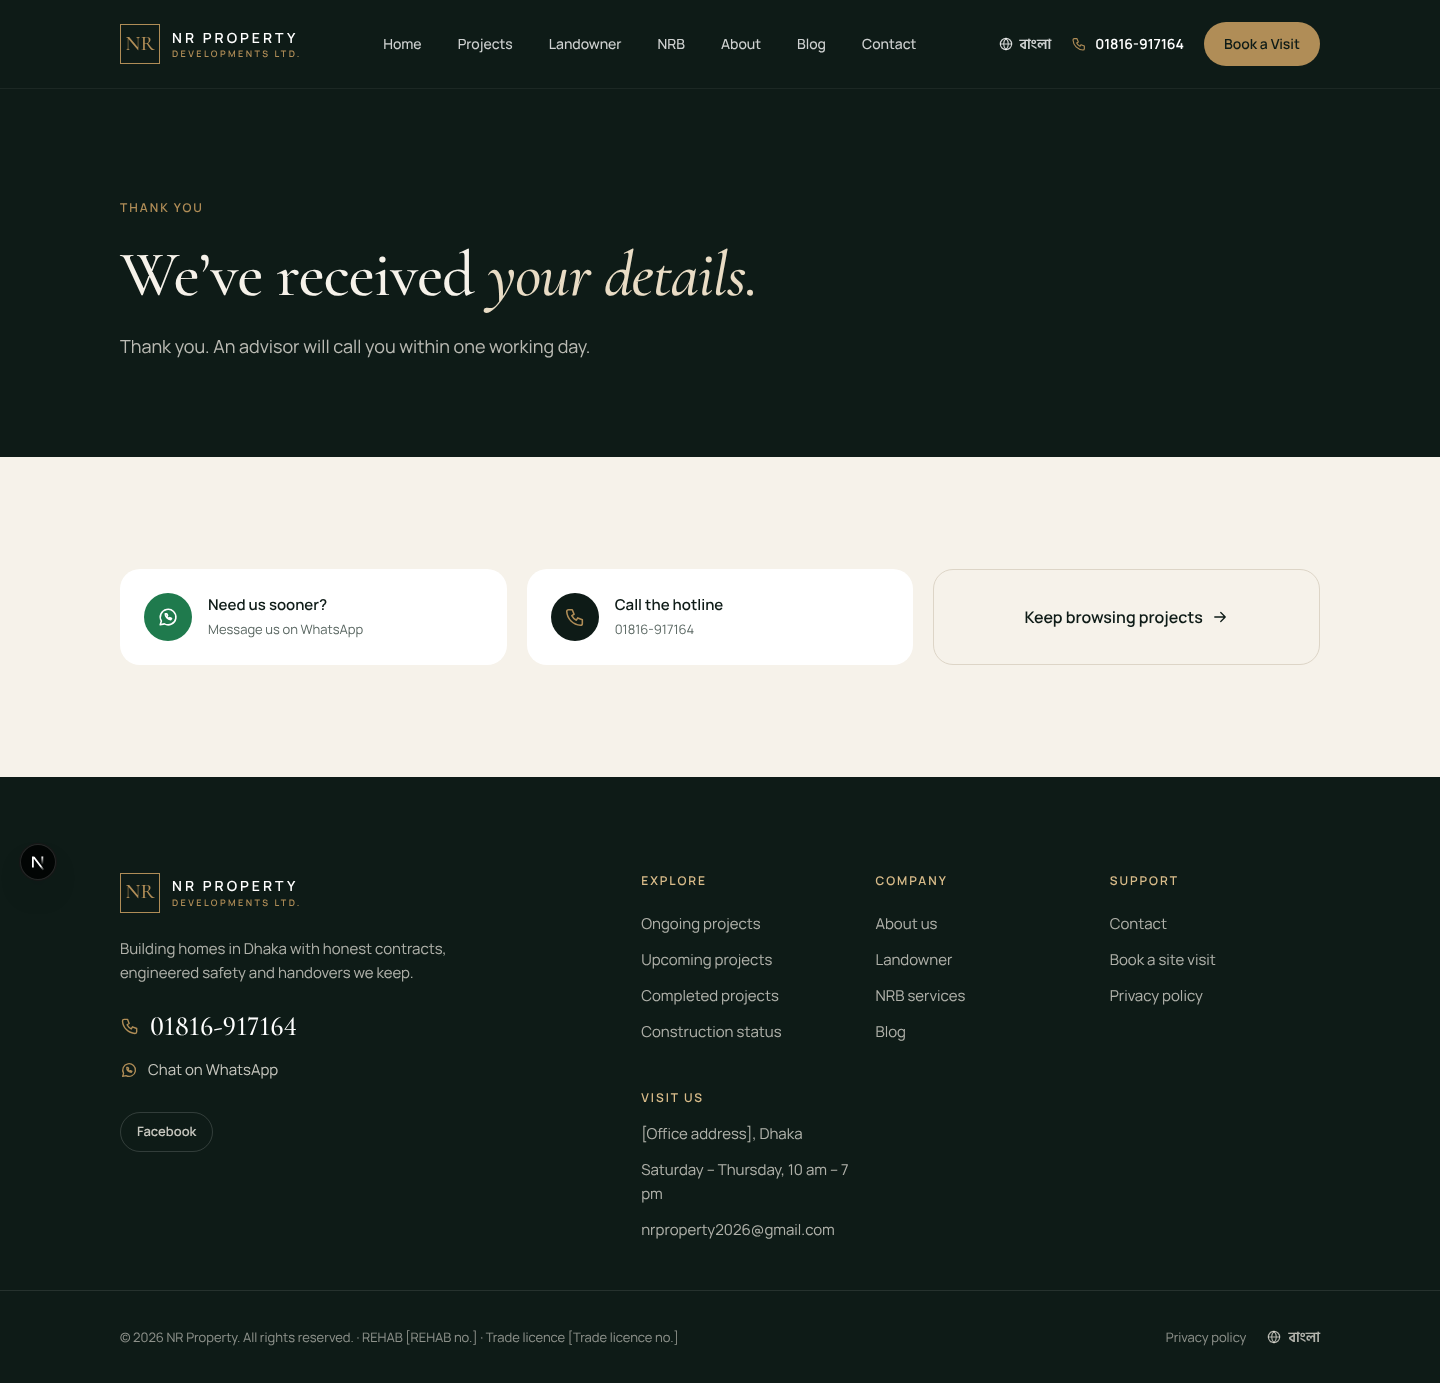 NR
NR PROPERTY
DEVELOPMENTS LTD.
Home
Projects
Landowner
NRB
About
Blog
Contact
বাংলা
01816-917164
Book a Visit
THANK YOU
We’ve received your details.
Thank you. An advisor will call you within one working day.
Need us sooner?
Message us on WhatsApp
Call the hotline
01816-917164
Keep browsing projects →
N
NR
NR PROPERTY
DEVELOPMENTS LTD.
Building homes in Dhaka with honest contracts,
engineered safety and handovers we keep.
01816-917164
Chat on WhatsApp
Facebook
EXPLORE
Ongoing projects
Upcoming projects
Completed projects
Construction status
COMPANY
About us
Landowner
NRB services
Blog
SUPPORT
Contact
Book a site visit
Privacy policy
VISIT US
[Office address], Dhaka
Saturday – Thursday, 10 am – 7
pm
nrproperty2026@gmail.com
© 2026 NR Property. All rights reserved. · REHAB [REHAB no.] · Trade licence [Trade licence no.]
Privacy policy
বাংলা